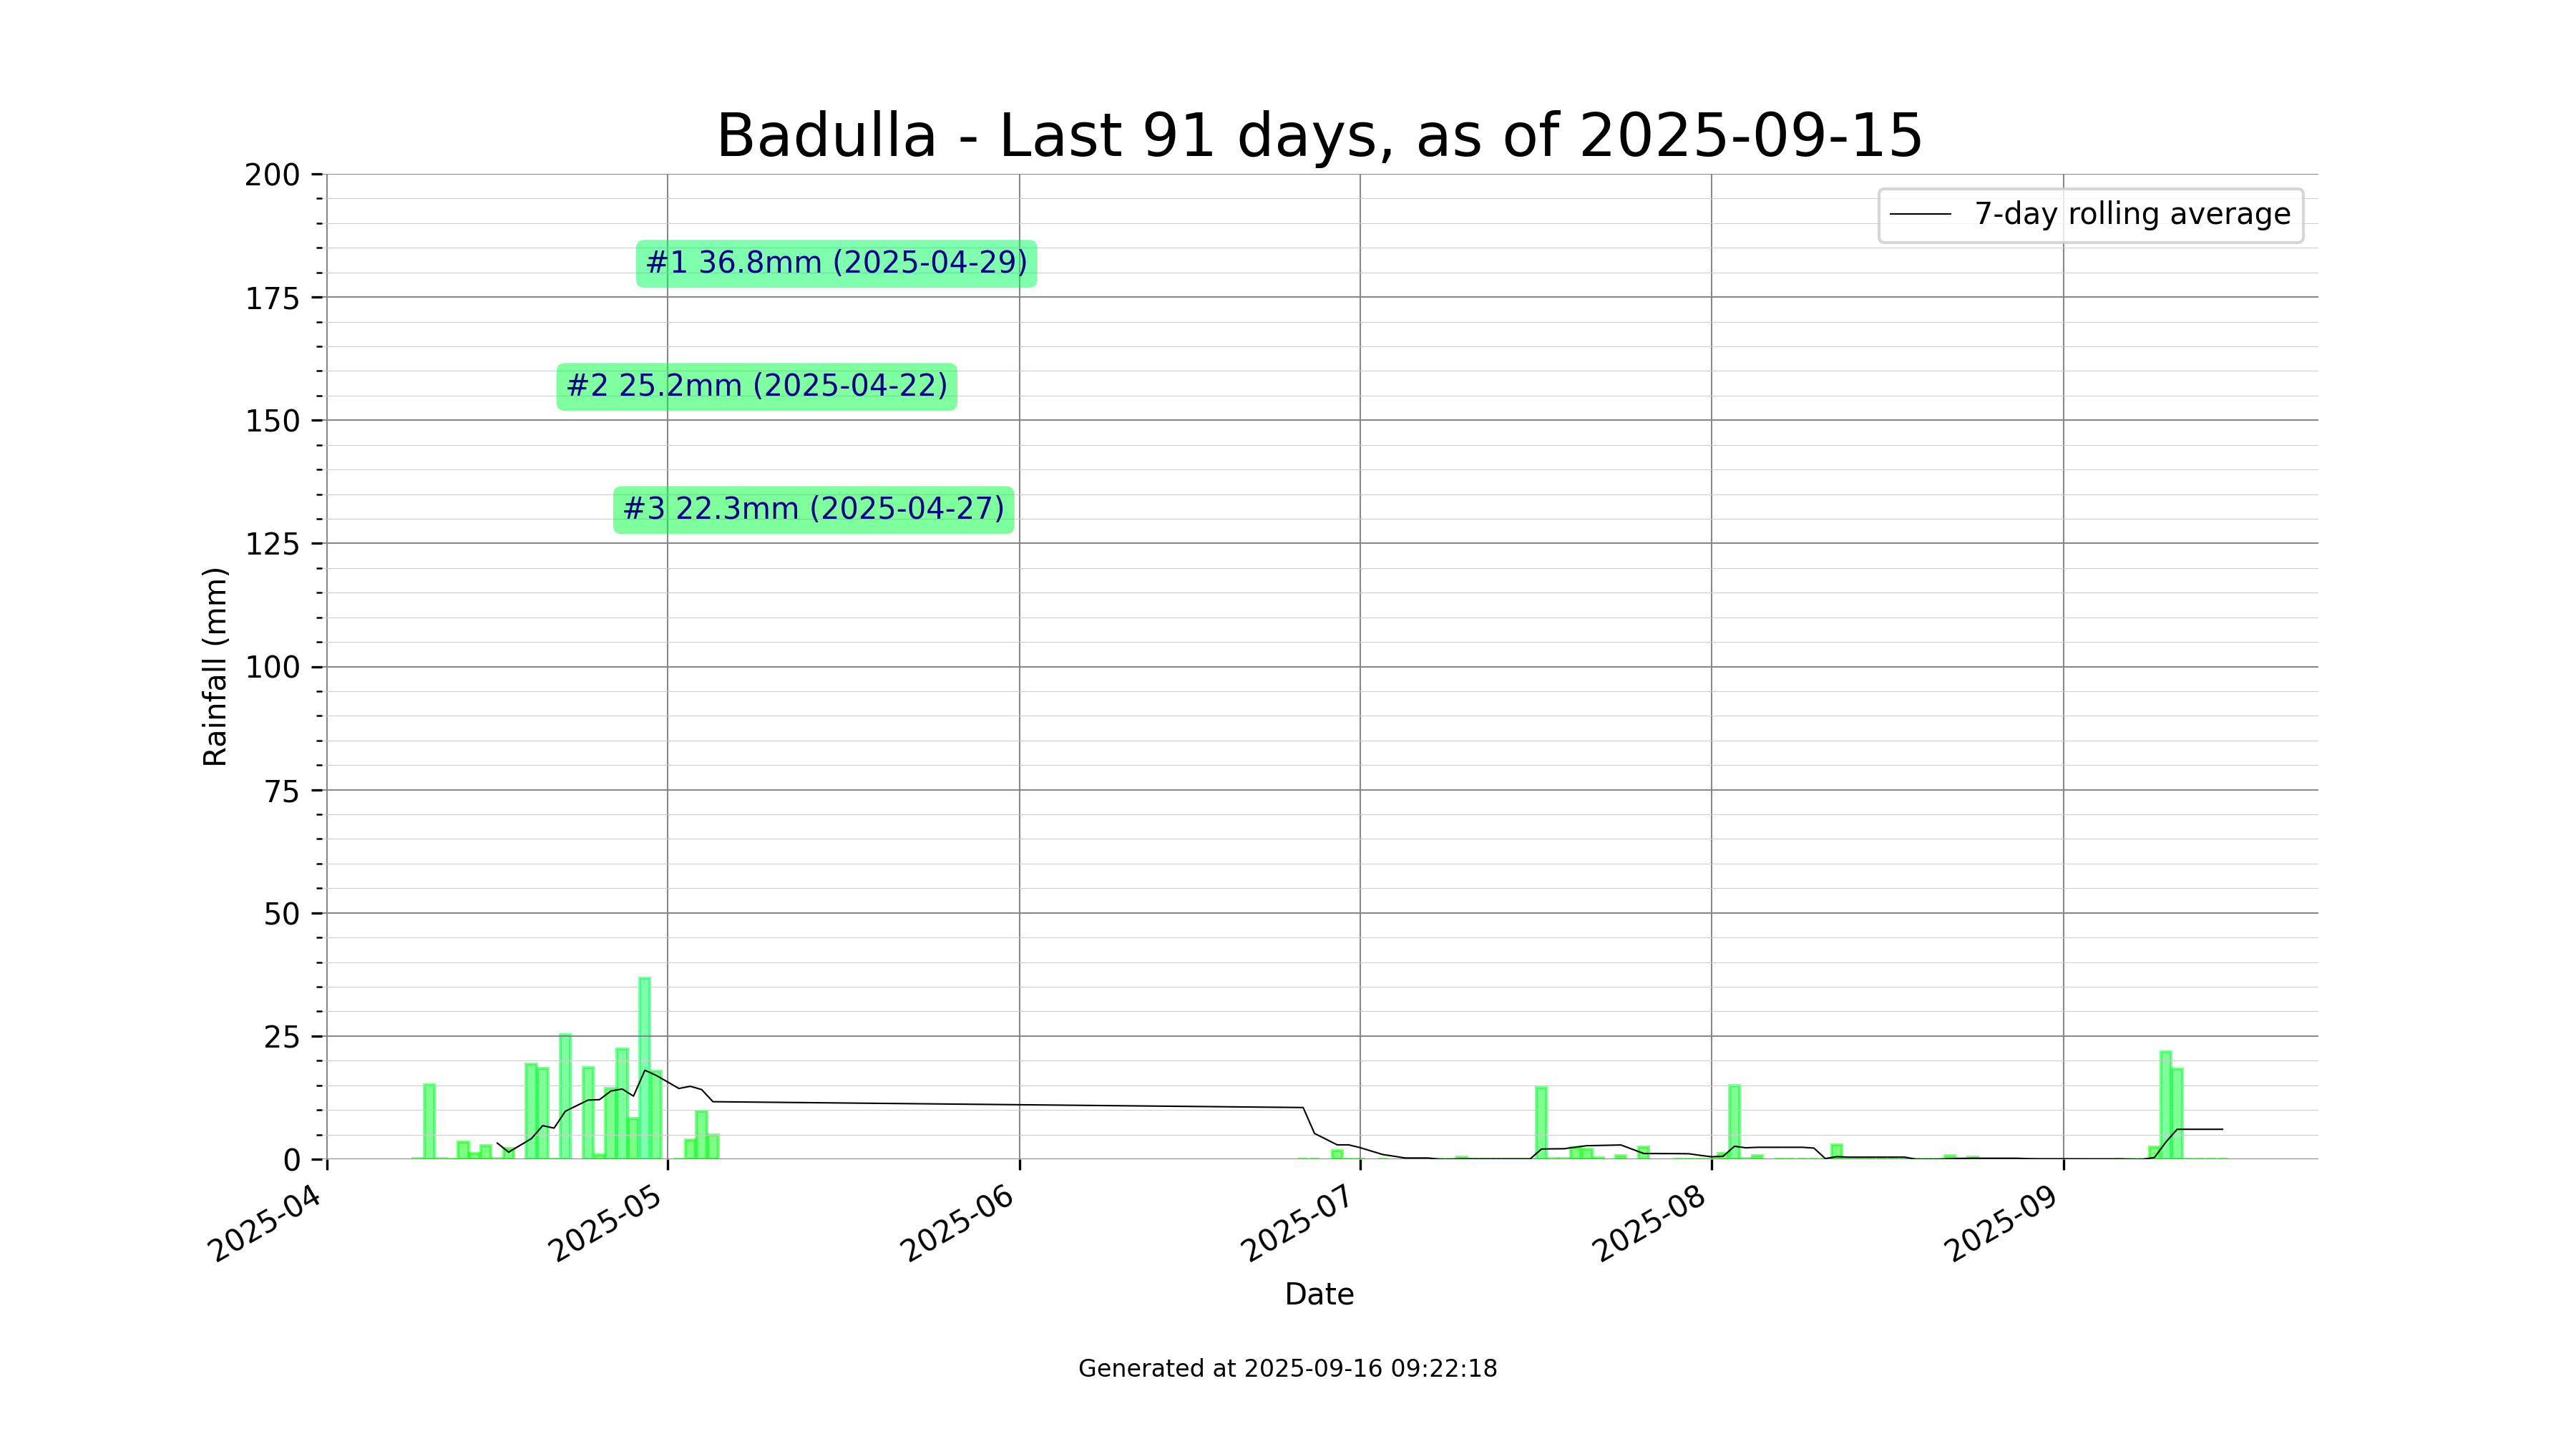 Badulla - Last 91 days, as of 2025-09-15
200
175
150
125
100
75
50
25
0
Rainfall (mm)
7-day rolling average
#1 36.8mm (2025-04-29)
#2 25.2mm (2025-04-22)
#3 22.3mm (2025-04-27)
2025-04
2025-05
2025-06
2025-07
2025-08
2025-09
Date
Generated at 2025-09-16 09:22:18